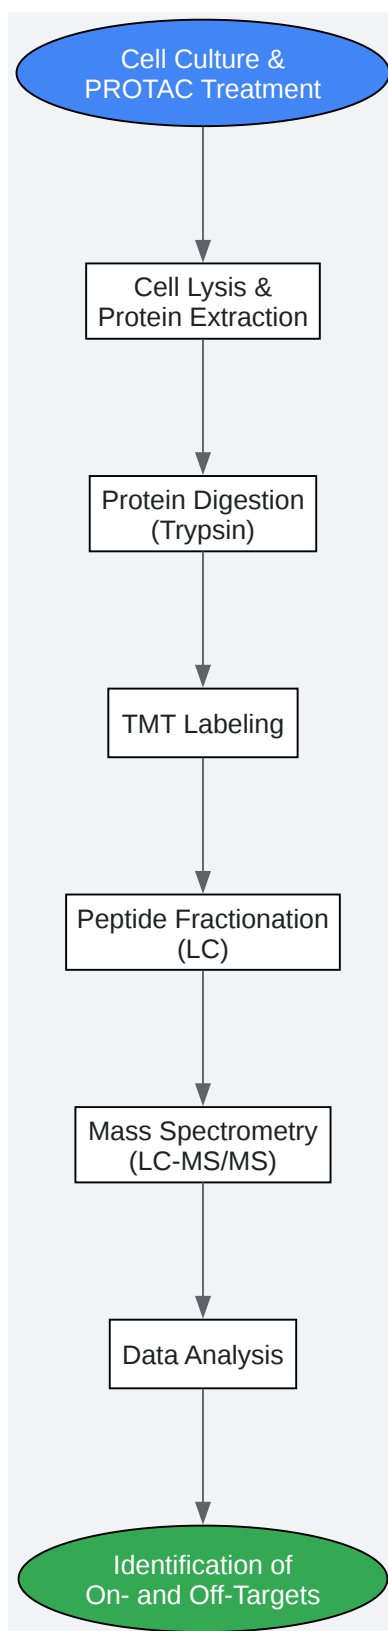 Cell Culture &
PROTAC Treatment
Cell Lysis &
Protein Extraction
Protein Digestion
(Trypsin)
TMT Labeling
Peptide Fractionation
(LC)
Mass Spectrometry
(LC-MS/MS)
Data Analysis
Identification of
On- and Off-Targets